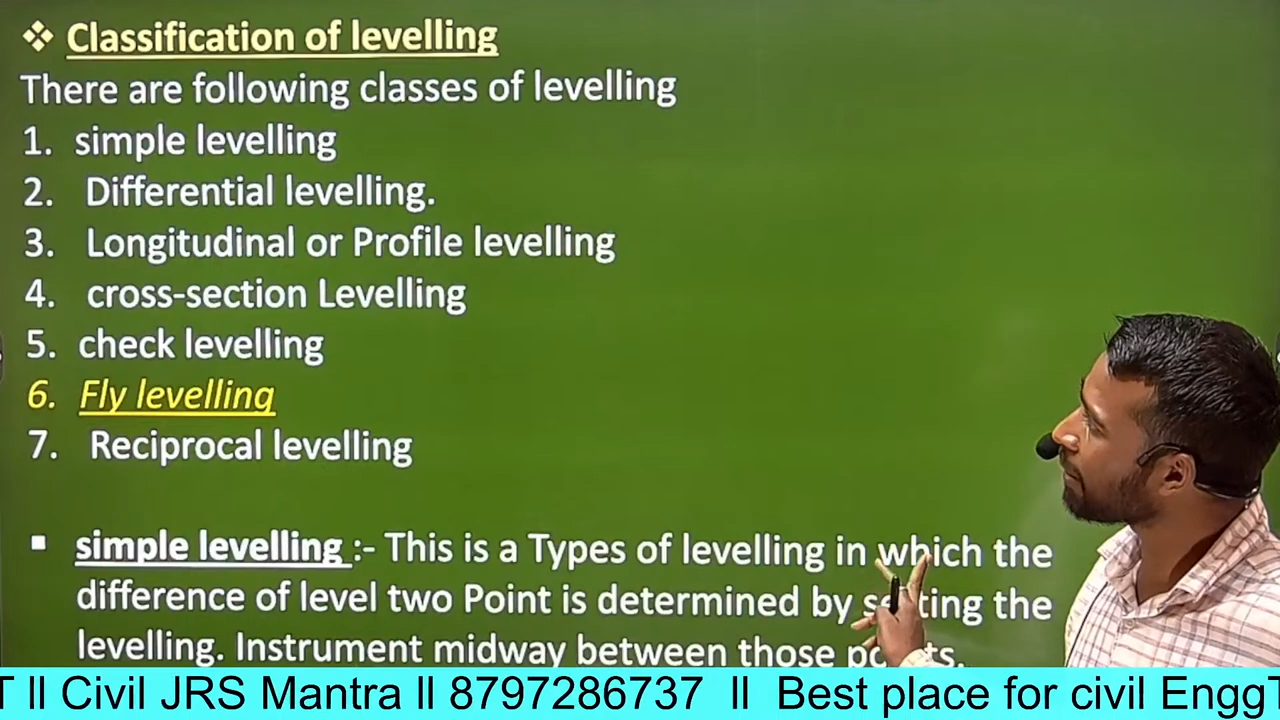 ❖ Classification of levelling
There are following classes of levelling
1. simple levelling
2. Differential levelling.
3. Longitudinal or Profile levelling
4. cross-section Levelling
5. check levelling
6. Fly levelling
7. Reciprocal levelling
▪ simple levelling :- This is a Types of levelling in which the
difference of level two Point is determined by the
levelling. Instrument midway between those
T ll Civil JRS Mantra ll 8797286737 ll Best place for civil EnggT